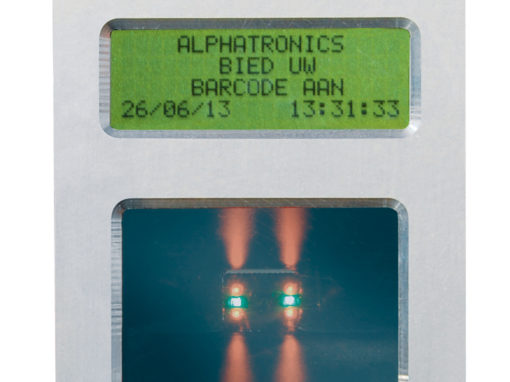 ALPHATRONICS
BIED UW
BARCODE AAN
26/06/13 13:31:33